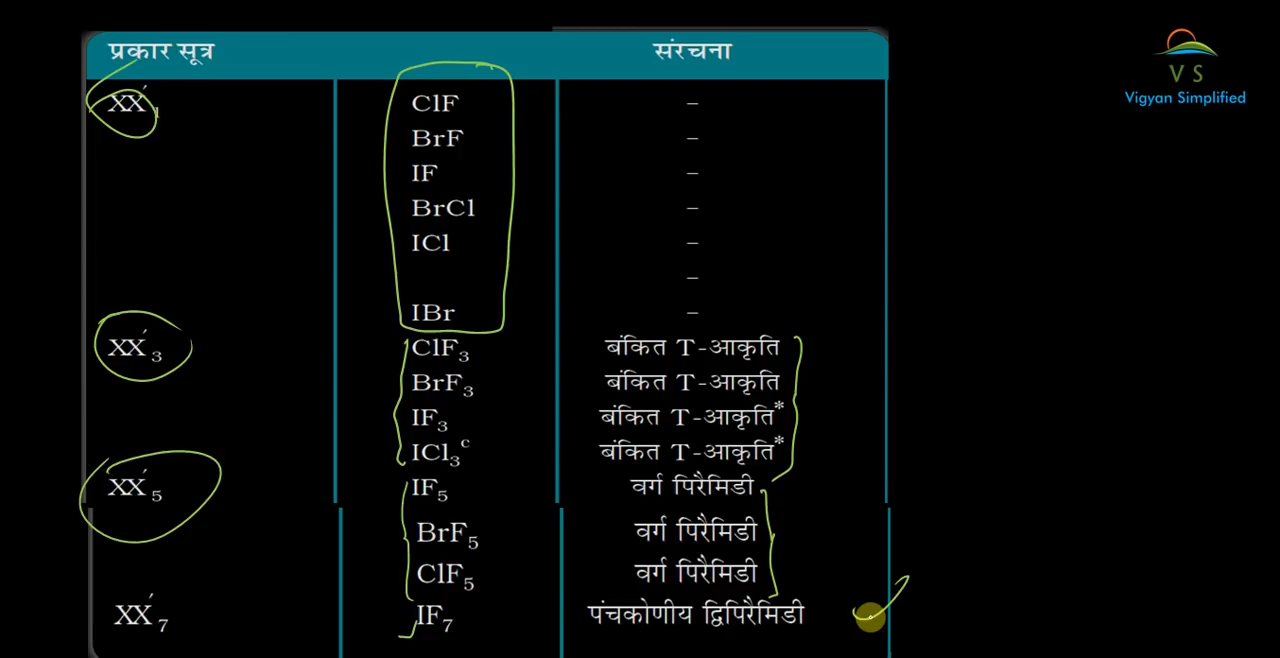 प्रकार सूत्र संरचना
V S
Vigyan Simplified
XX′₁ ClF –
BrF –
IF –
BrCl –
ICl –
–
IBr –
XX′₃ ClF₃ बंकित T-आकृति
BrF₃ बंकित T-आकृति
IF₃ बंकित T-आकृति*
ICl₃ᶜ बंकित T-आकृति*
XX′₅ IF₅ वर्ग पिरैमिडी
BrF₅ वर्ग पिरैमिडी
ClF₅ वर्ग पिरैमिडी
XX′₇ IF₇ पंचकोणीय द्विपिरैमिडी